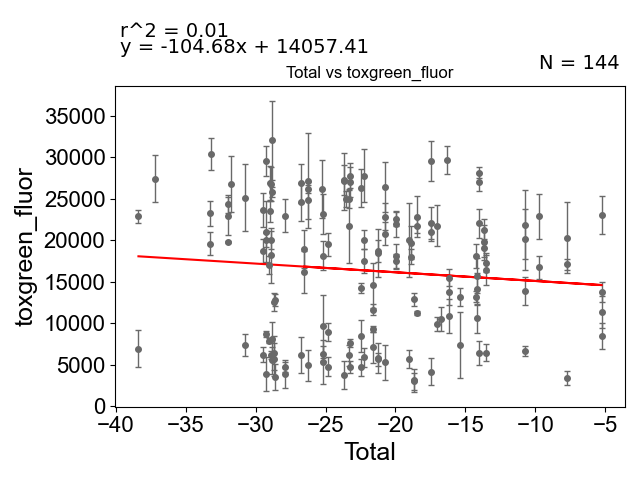 r^2 = 0.01
y = -104.68x + 14057.41
N = 144
Total vs toxgreen_fluor
35000
30000
25000
20000
15000
10000
5000
0
toxgreen_fluor
−40 −35 −30 −25 −20 −15 −10 −5
Total